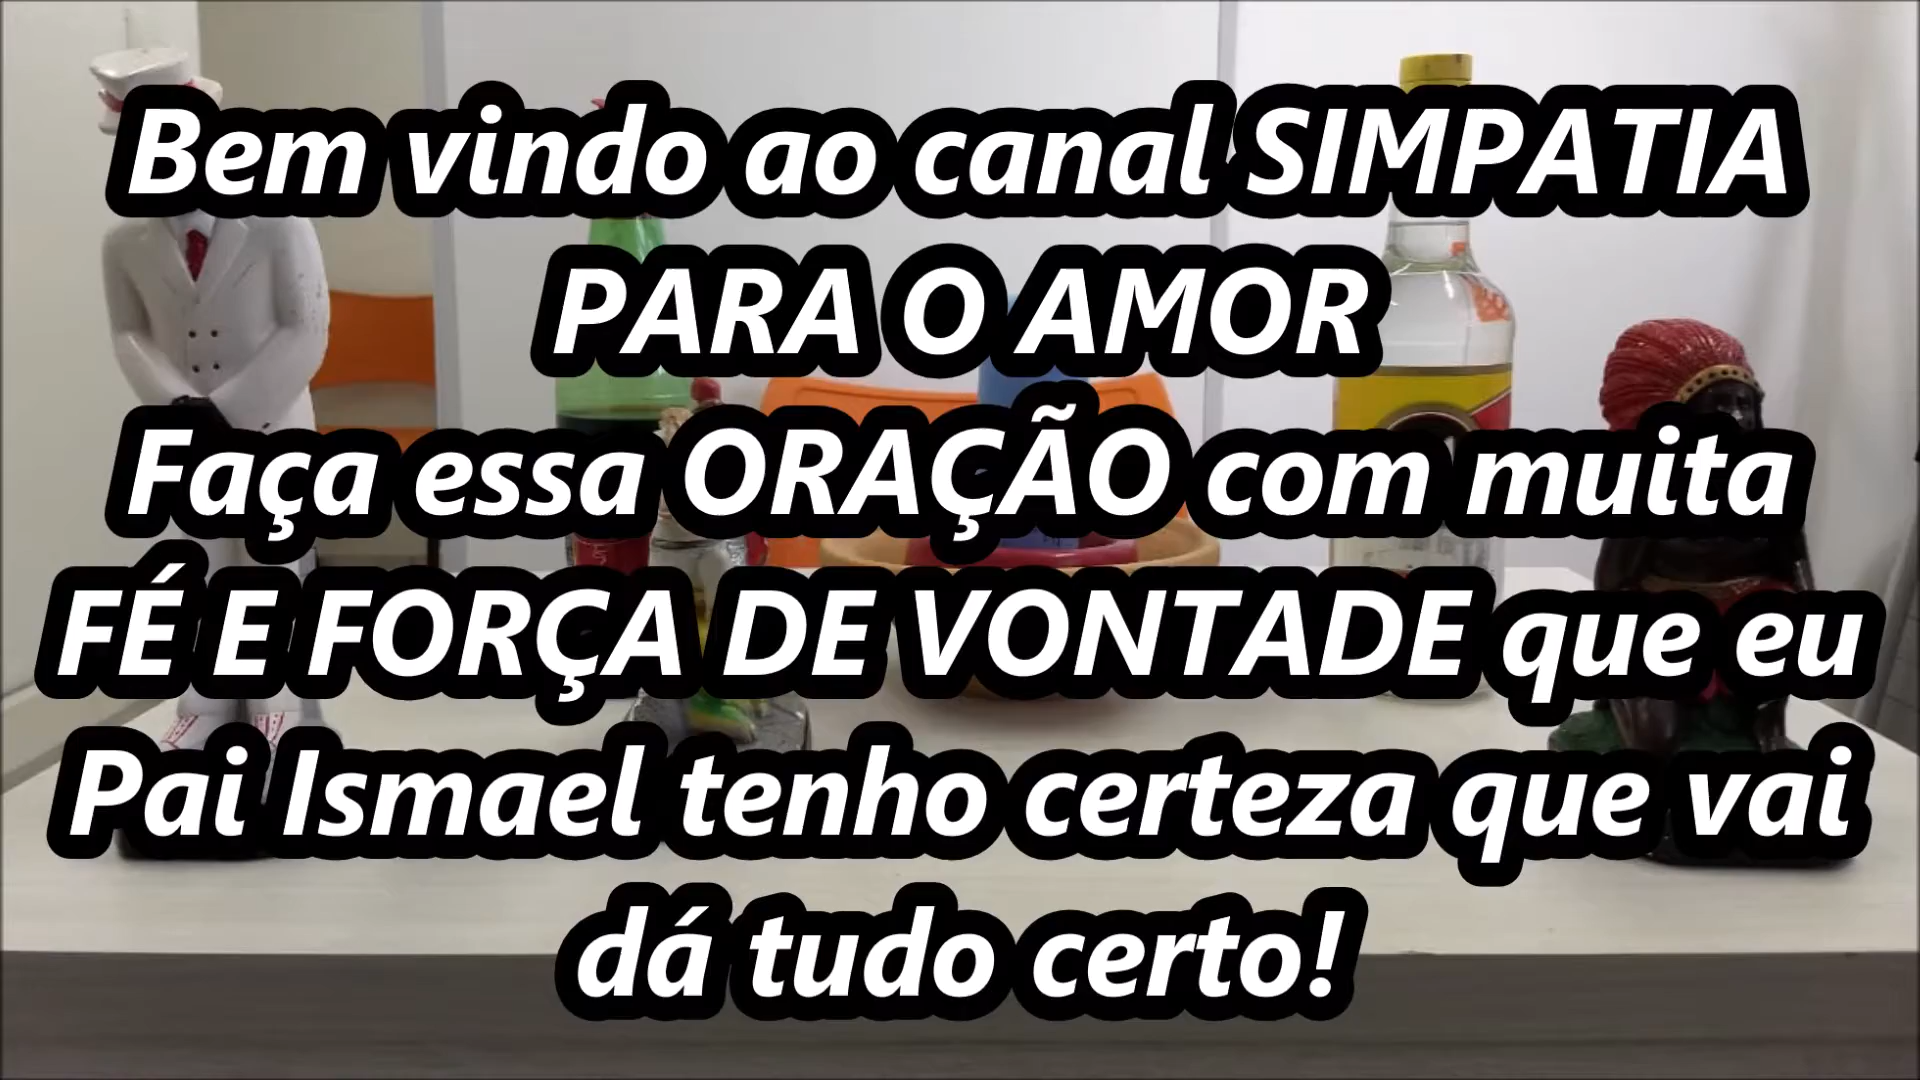 Bem vindo ao canal SIMPATIA
PARA O AMOR
Faça essa ORAÇÃO com muita
FÉ E FORÇA DE VONTADE que eu
Pai Ismael tenho certeza que vai
dá tudo certo!